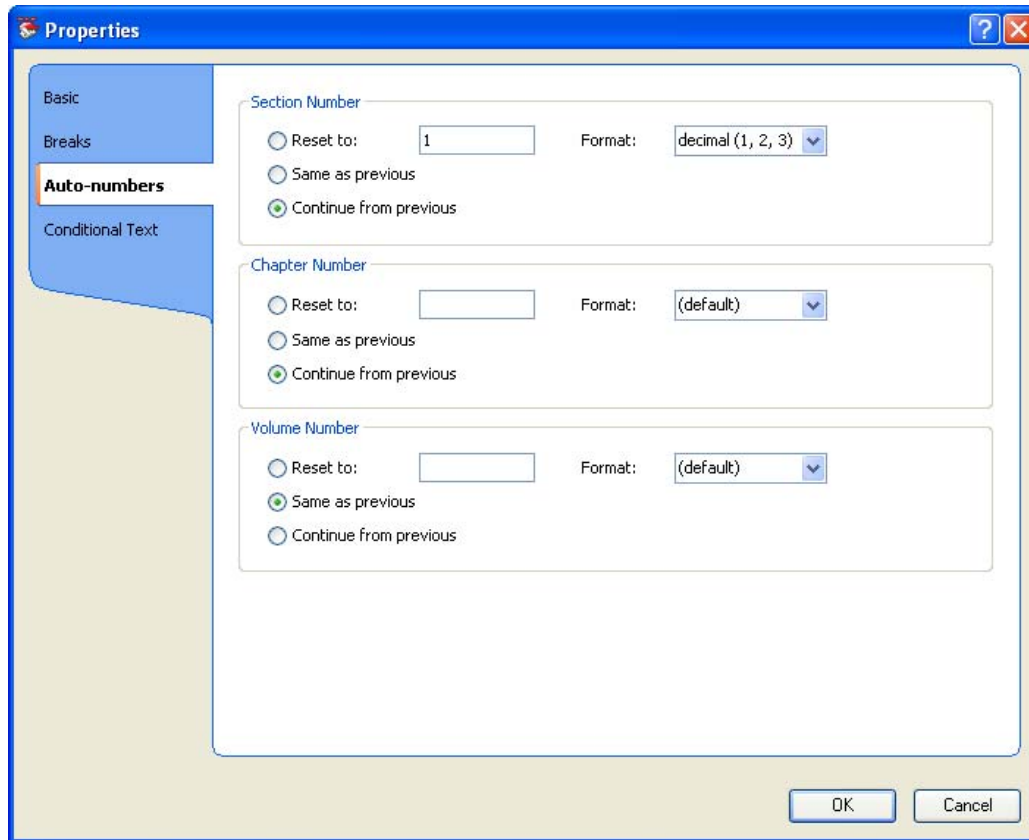 Properties
Basic
Breaks
Auto-numbers
Conditional Text
Section Number
Reset to: 1 Format: decimal (1, 2, 3)
Same as previous
Continue from previous
Chapter Number
Reset to: Format: (default)
Same as previous
Continue from previous
Volume Number
Reset to: Format: (default)
Same as previous
Continue from previous
OK Cancel